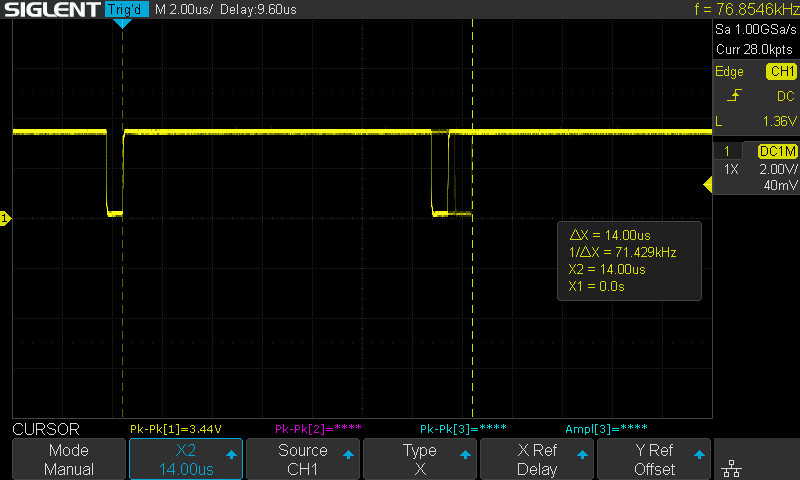 SIGLENT Trig'd M 2.00us/ Delay:9.60us f = 76.8546kHz
Sa 1.00GSa/s
Curr 28.0kpts
Edge CH1
DC
L 1.36V
1 DC1M
1X 2.00V/
40mV
1
△X = 14.00us
1/△X = 71.429kHz
X2 = 14.00us
X1 = 0.0s
CURSOR Pk-Pk[1]=3.44V Pk-Pk[2]=**** Pk-Pk[3]=**** Ampl[3]=****
Mode X2 Source Type X Ref Y Ref
Manual 14.00us CH1 X Delay Offset